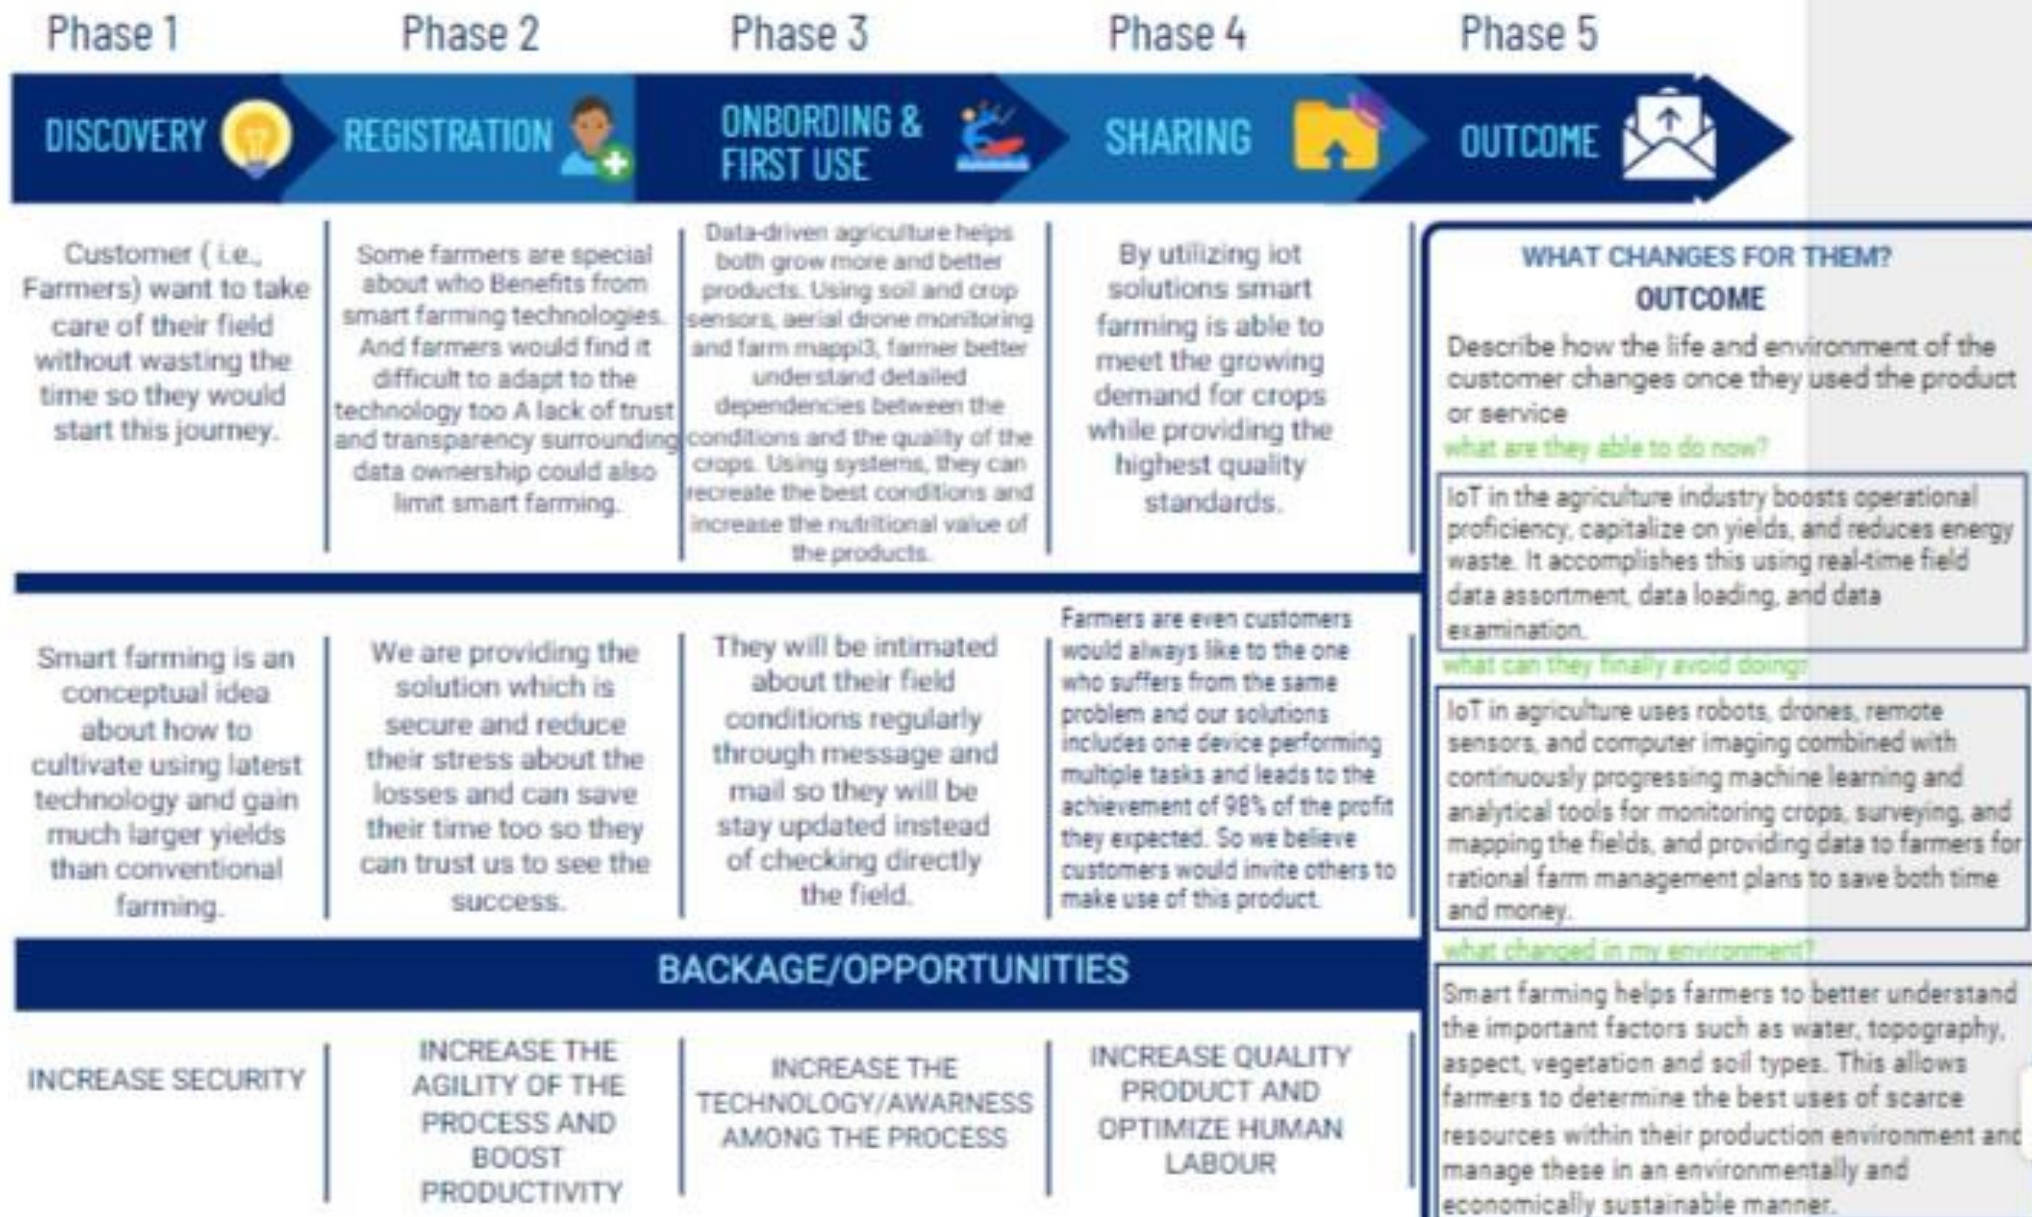 Phase 1
Phase 2
Phase 3
Phase 4
Phase 5
DISCOVERY
REGISTRATION
ONBORDING &
FIRST USE
SHARING
OUTCOME
Customer ( i.e.,
Farmers) want to take
care of their field
without wasting the
time so they would
start this journey.
Some farmers are special
about who Benefits from
smart farming technologies.
And farmers would find it
difficult to adapt to the
technology too A lack of trust
and transparency surrounding
data ownership could also
limit smart farming.
Data-driven agriculture helps
both grow more and better
products. Using soil and crop
sensors, aerial drone monitoring
and farm mappi3, farmer better
understand detailed
dependencies between the
conditions and the quality of the
crops. Using systems, they can
recreate the best conditions and
increase the nutritional value of
the products.
By utilizing iot
solutions smart
farming is able to
meet the growing
demand for crops
while providing the
highest quality
standards.
Smart farming is an
conceptual idea
about how to
cultivate using latest
technology and gain
much larger yields
than conventional
farming.
We are providing the
solution which is
secure and reduce
their stress about the
losses and can save
their time too so they
can trust us to see the
success.
They will be intimated
about their field
conditions regularly
through message and
mail so they will be
stay updated instead
of checking directly
the field.
Farmers are even customers
would always like to the one
who suffers from the same
problem and our solutions
includes one device performing
multiple tasks and leads to the
achievement of 98% of the profit
they expected. So we believe
customers would invite others to
make use of this product.
BACKAGE/OPPORTUNITIES
INCREASE SECURITY
INCREASE THE
AGILITY OF THE
PROCESS AND
BOOST
PRODUCTIVITY
INCREASE THE
TECHNOLOGY/AWARNESS
AMONG THE PROCESS
INCREASE QUALITY
PRODUCT AND
OPTIMIZE HUMAN
LABOUR
WHAT CHANGES FOR THEM?
OUTCOME
Describe how the life and environment of the
customer changes once they used the product
or service
what are they able to do now?
IoT in the agriculture industry boosts operational
proficiency, capitalize on yields, and reduces energy
waste. It accomplishes this using real-time field
data assortment, data loading, and data
examination.
what can they finally avoid doing?
IoT in agriculture uses robots, drones, remote
sensors, and computer imaging combined with
continuously progressing machine learning and
analytical tools for monitoring crops, surveying, and
mapping the fields, and providing data to farmers for
rational farm management plans to save both time
and money.
what changed in my environment?
Smart farming helps farmers to better understand
the important factors such as water, topography,
aspect, vegetation and soil types. This allows
farmers to determine the best uses of scarce
resources within their production environment and
manage these in an environmentally and
economically sustainable manner.